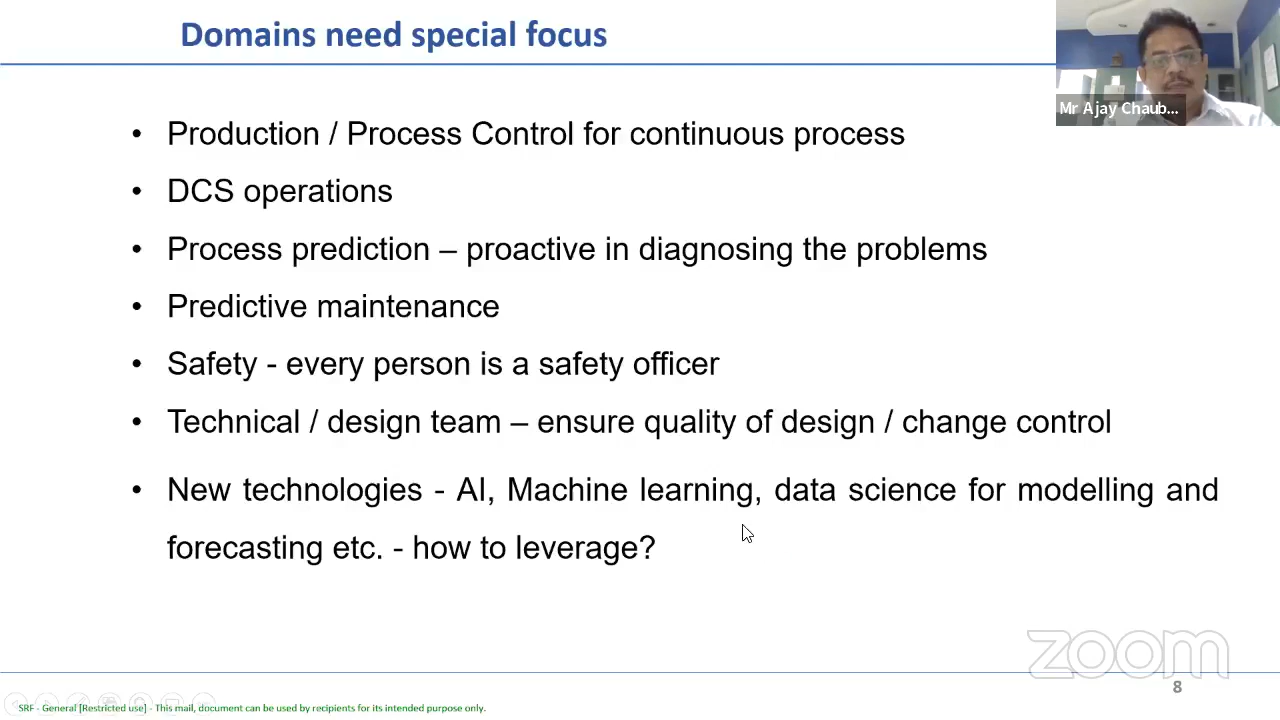 Domains need special focus
Mr Ajay Chaub...
• Production / Process Control for continuous process
• DCS operations
• Process prediction – proactive in diagnosing the problems
• Predictive maintenance
• Safety - every person is a safety officer
• Technical / design team – ensure quality of design / change control
• New technologies - AI, Machine learning, data science for modelling and
forecasting etc. - how to leverage?
zoom
8
SRF - General [Restricted use] - This mail, document can be used by recipients for its intended purpose only.